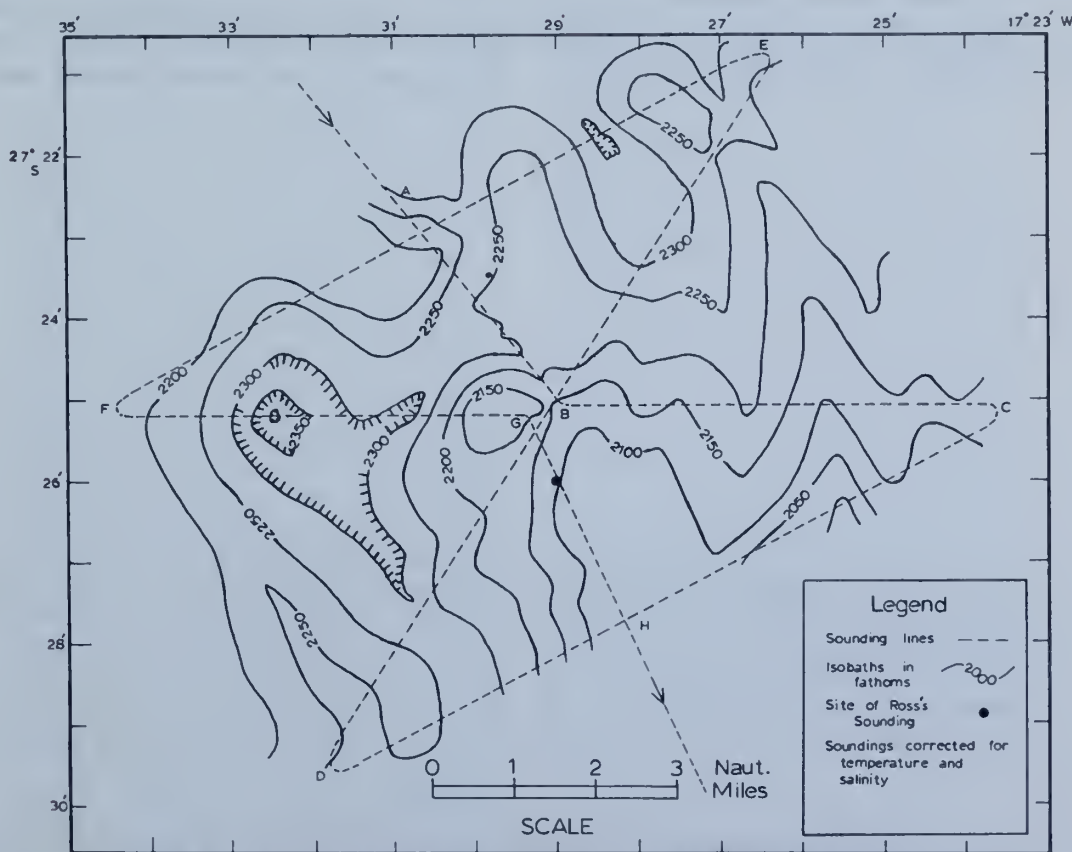 35′ 33′ 31′ 29′ 27′ 25′ 17° 23′ W
E
2250
27° 22′
S
A
2250
2300
2250
24′
2250
2200
2300
2150
F
2350
2300
G
B
C
2150
2200
2100
26′
2250
2050
Legend
H
Sounding lines
28′
2250
Isobaths in
fathoms
2000
Site of Ross's
Sounding
Soundings corrected for
temperature and
salinity
D
0 1 2 3 Naut.
Miles
30′
SCALE